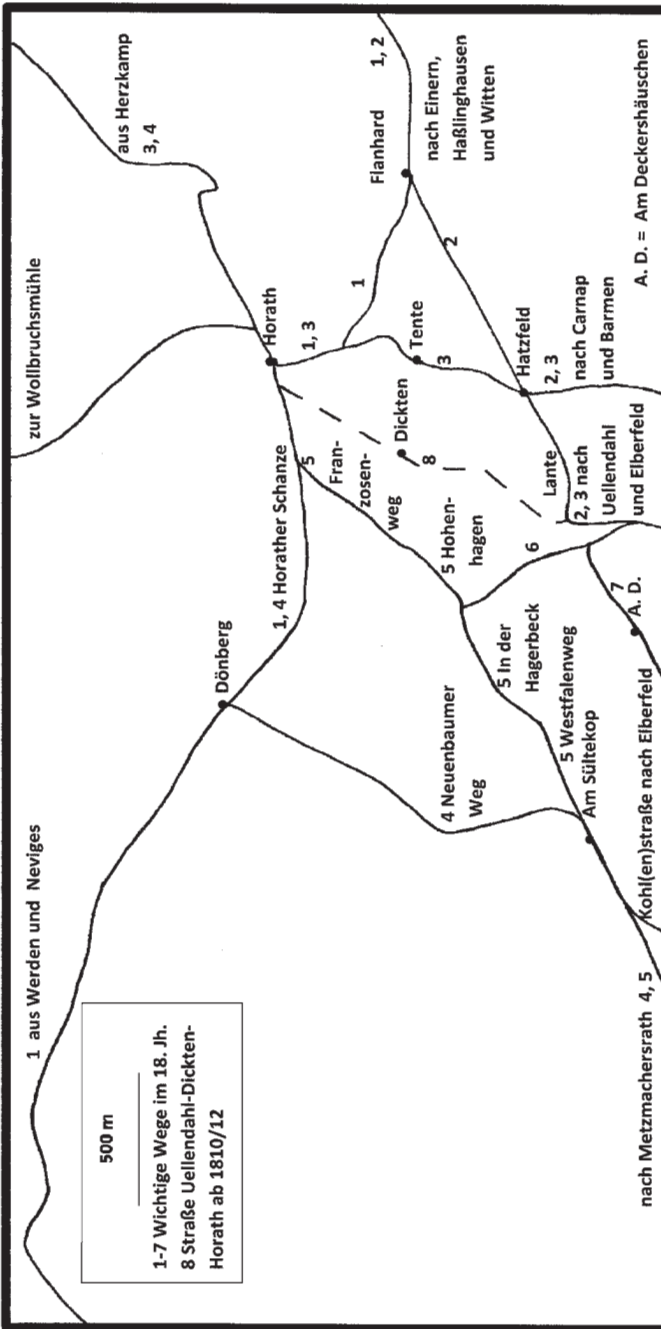 1 aus Werden und Neviges
zur Wollbruchsmühle
aus Herzkamp
3, 4
500 m
1-7 Wichtige Wege im 18. Jh.
8 Straße Uellendahl-Dickten-
Horath ab 1810/12
Dönberg
1, 4 Horather Schanze
Horath
1, 3
1
Flanhard
1, 2
nach Einern,
Haßlinghausen
und Witten
5
Fran-
zosen-
weg
Dickten
8
Tente
3
2
4 Neuenbaumer
Weg
5 Hohen-
hagen
5 In der
Hagerbeck
6
Lante
2, 3 nach
Uellendahl
und Elberfeld
Hatzfeld
2, 3
nach Carnap
und Barmen
5 Westfalenweg
Am Sültekop
7
A. D.
Kohl(en)straße nach Elberfeld
nach Metzmachersrath 4, 5
A. D. = Am Deckershäuschen